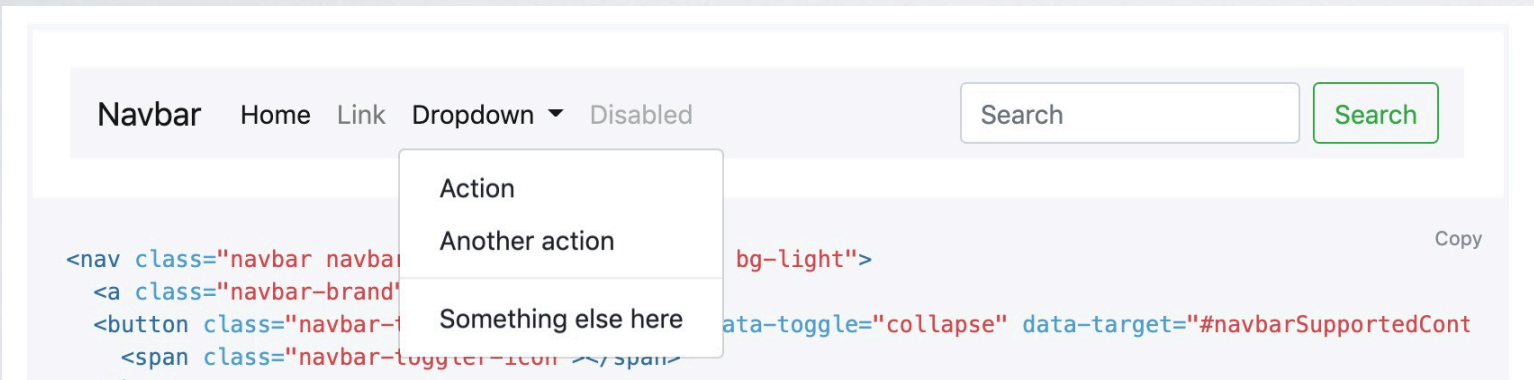 Navbar Home Link Dropdown Disabled Search Search
Action
Another action
Something else here
Copy
<nav class="navbar navbar bg-light">
<a class="navbar-brand"
<button class="navbar-t ata-toggle="collapse" data-target="#navbarSupportedCont
<span class="navbar-toggler-icon"></span>